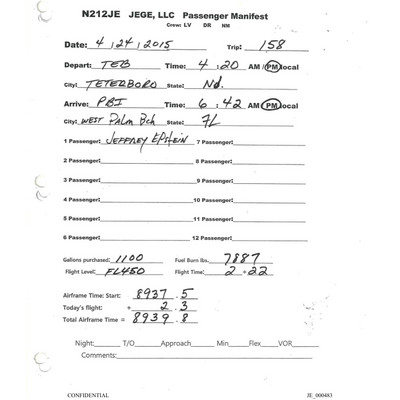 N212JE JEGE, LLC Passenger Manifest
Crew: LV DR NM
Date: 4 / 24 / 2015 Trip: 158
Depart: TEB Time: 4 : 20 AM / PM local
City: TETERBORO State: NJ.
Arrive: PBI Time: 6 : 42 AM / PM local
City: WEST Palm Bch State: FL
1 Passenger: JEFFREY EPSTEIN 7 Passenger:
2 Passenger: 8 Passenger:
3 Passenger: 9 Passenger:
4 Passenger: 10 Passenger:
5 Passenger: 11 Passenger:
6 Passenger: 12 Passenger:
Gallons purchased: 1100 Fuel Burn lbs. 7887
Flight Level: FL450 Flight Time: 2 + 22
Airframe Time: Start: 8937 . 5
Today's flight: + 2 . 3
Total Airframe Time: = 8939 . 8
Night: T/O Approach Min Flex VOR
Comments:
CONFIDENTIAL JE_000483